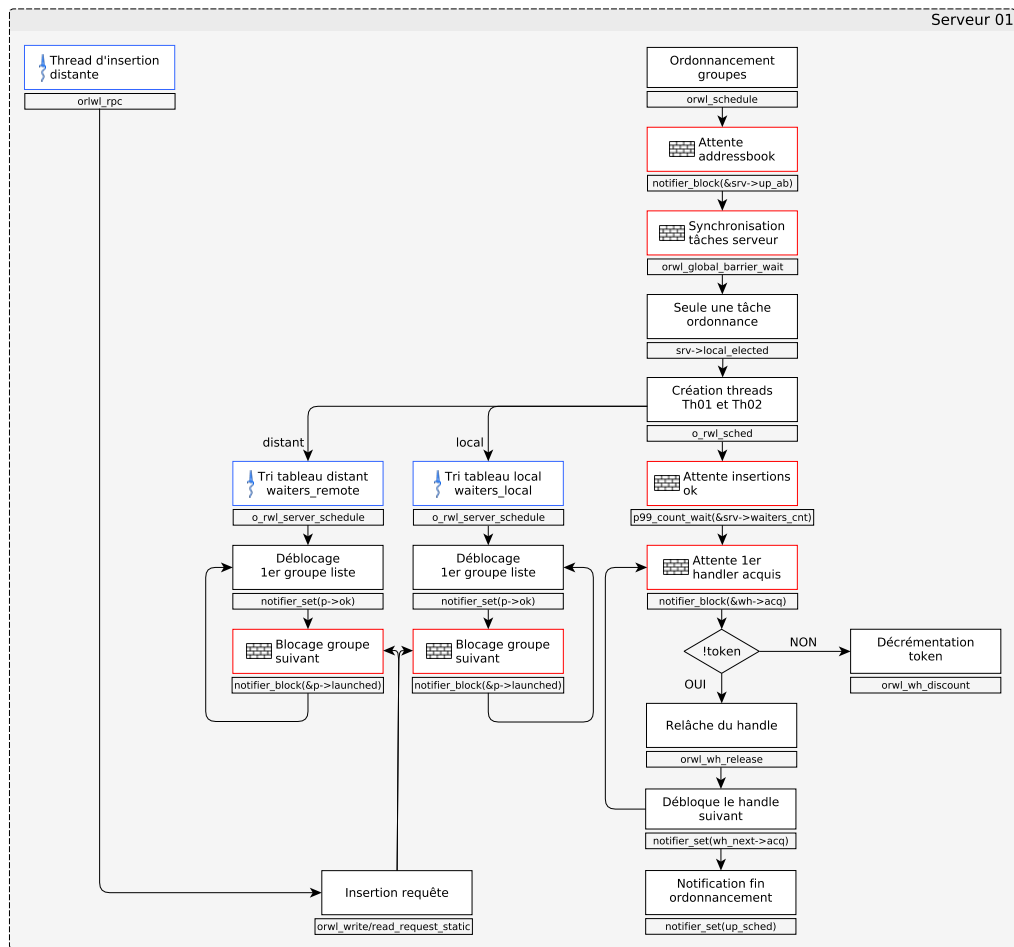 Serveur 01
Thread d'insertion
distante
orlwl_rpc
Ordonnancement
groupes
orwl_schedule
Attente
addressbook
notifier_block(&srv->up_ab)
Synchronisation
tâches serveur
orwl_global_barrier_wait
Seule une tâche
ordonnance
srv->local_elected
Création threads
Th01 et Th02
o_rwl_sched
distant
local
Tri tableau distant
waiters_remote
o_rwl_server_schedule
Tri tableau local
waiters_local
o_rwl_server_schedule
Attente insertions
ok
p99_count_wait(&srv->waiters_cnt)
Déblocage
1er groupe liste
notifier_set(p->ok)
Déblocage
1er groupe liste
notifier_set(p->ok)
Attente 1er
handler acquis
notifier_block(&wh->acq)
Blocage groupe
suivant
notifier_block(&p->launched)
Blocage groupe
suivant
notifier_block(&p->launched)
!token
NON
Décrémentation
token
orwl_wh_discount
OUI
Relâche du handle
orwl_wh_release
Débloque le handle
suivant
notifier_set(wh_next->acq)
Insertion requête
orwl_write/read_request_static
Notification fin
ordonnancement
notifier_set(up_sched)